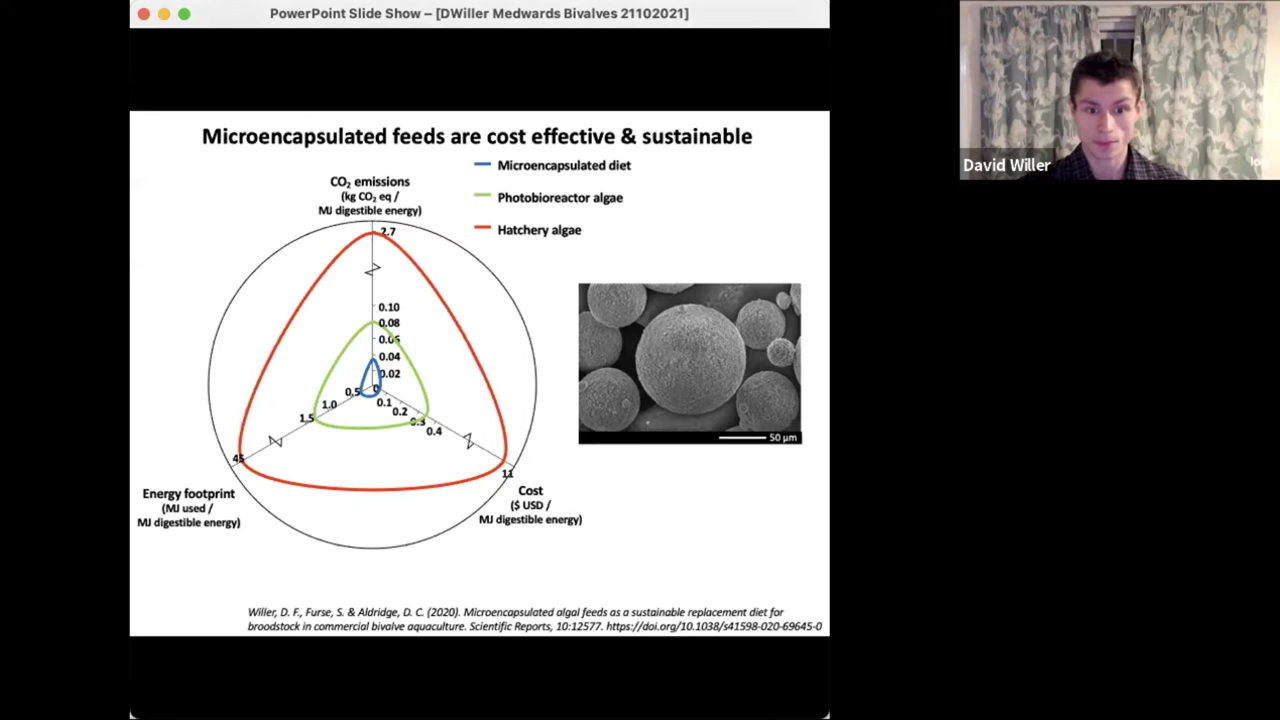 PowerPoint Slide Show – [DWiller Medwards Bivalves 21102021]
Microencapsulated feeds are cost effective & sustainable
Microencapsulated diet
Photobioreactor algae
Hatchery algae
CO₂ emissions
(kg CO₂ eq /
MJ digestible energy)
2.7
0.10
0.08
0.06
0.04
0.02
0
0.5
1.0
1.5
45
0.1
0.2
0.3
0.4
11
Energy footprint
(MJ used /
MJ digestible energy)
Cost
($ USD /
MJ digestible energy)
50 µm
Willer, D. F., Furse, S. & Aldridge, D. C. (2020). Microencapsulated algal feeds as a sustainable replacement diet for
broodstock in commercial bivalve aquaculture. Scientific Reports, 10:12577. https://doi.org/10.1038/s41598-020-69645-0
David Willer